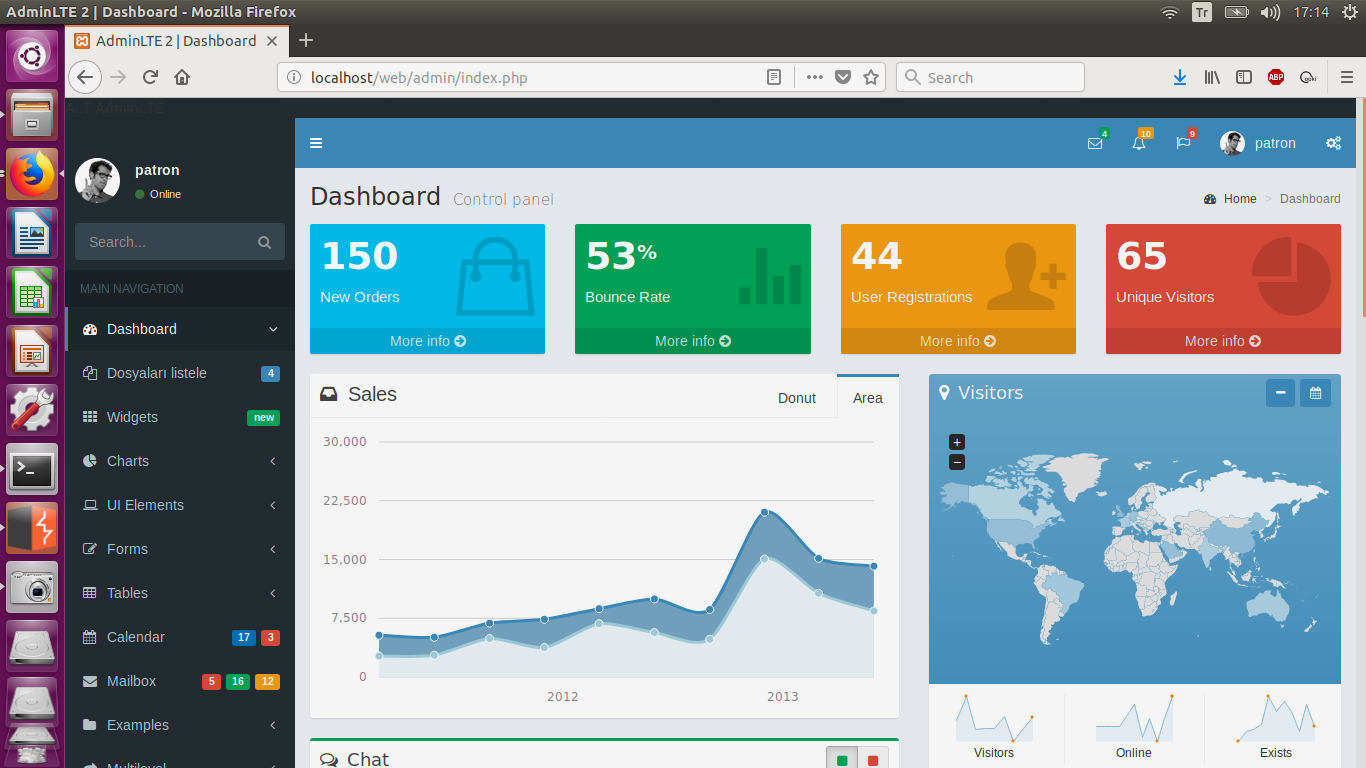 AdminLTE 2 | Dashboard - Mozilla Firefox
Tr
17:14
AdminLTE 2 | Dashboard
localhost/web/admin/index.php
Search
ABP
ALT AdminLTE
patron
Online
Search...
MAIN NAVIGATION
Dashboard
Dosyaları listele 4
Widgets new
Charts
UI Elements
Forms
Tables
Calendar 17 3
Mailbox 5 16 12
Examples
Multilevel
4
10
9
patron
Dashboard Control panel
Home > Dashboard
150
New Orders
More info
53%
Bounce Rate
More info
44
User Registrations
More info
65
Unique Visitors
More info
Sales
Donut
Area
30,000
22,500
15,000
7,500
0
2012
2013
Visitors
+
−
Visitors
Online
Exists
Chat